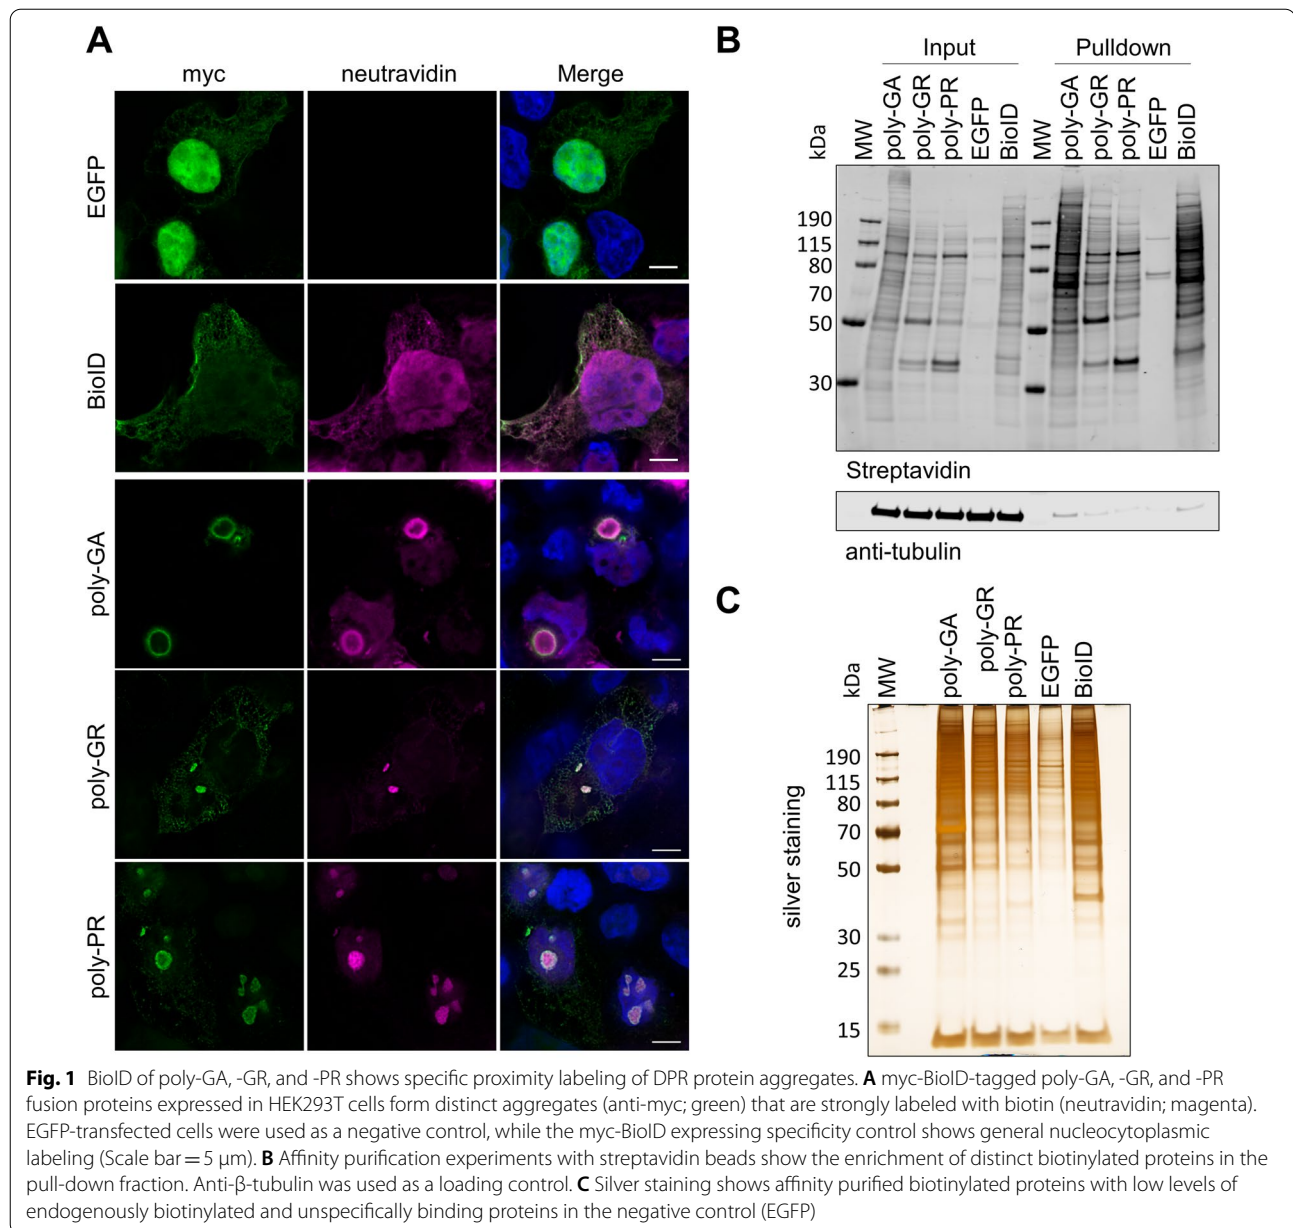 A
myc neutravidin Merge
EGFP
BioID
poly-GA
poly-GR
poly-PR
B
Input Pulldown
kDa MW poly-GA poly-GR poly-PR EGFP BioID MW poly-GA poly-GR poly-PR EGFP BioID
190
115
80
70
50
30
Streptavidin
anti-tubulin
C
kDa MW poly-GA poly-GR poly-PR EGFP BioID
silver staining
190
115
80
70
50
30
25
15
Fig. 1 BioID of poly-GA, -GR, and -PR shows specific proximity labeling of DPR protein aggregates. A myc-BioID-tagged poly-GA, -GR, and -PR
fusion proteins expressed in HEK293T cells form distinct aggregates (anti-myc; green) that are strongly labeled with biotin (neutravidin; magenta).
EGFP-transfected cells were used as a negative control, while the myc-BioID expressing specificity control shows general nucleocytoplasmic
labeling (Scale bar = 5 μm). B Affinity purification experiments with streptavidin beads show the enrichment of distinct biotinylated proteins in the
pull-down fraction. Anti-β-tubulin was used as a loading control. C Silver staining shows affinity purified biotinylated proteins with low levels of
endogenously biotinylated and unspecifically binding proteins in the negative control (EGFP)